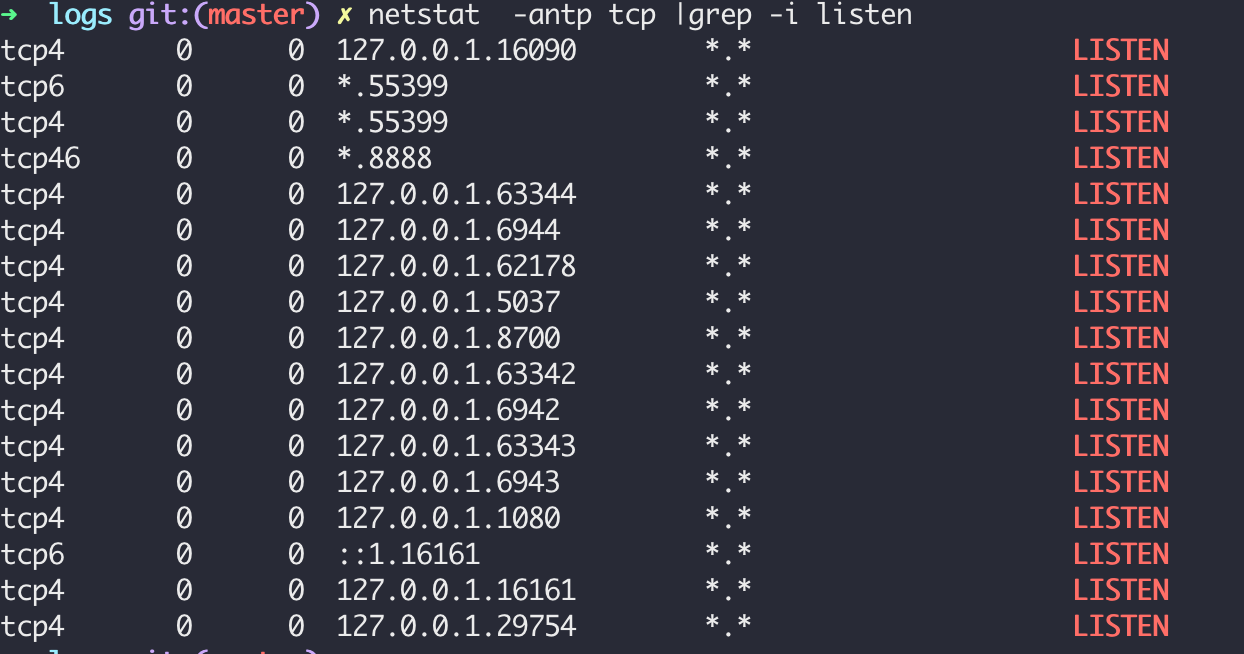 ➜  logs git:(master) ✗ netstat  -antp tcp |grep -i listen
tcp4       0      0  127.0.0.1.16090        *.*                    LISTEN
tcp6       0      0  *.55399                *.*                    LISTEN
tcp4       0      0  *.55399                *.*                    LISTEN
tcp46      0      0  *.8888                 *.*                    LISTEN
tcp4       0      0  127.0.0.1.63344        *.*                    LISTEN
tcp4       0      0  127.0.0.1.6944         *.*                    LISTEN
tcp4       0      0  127.0.0.1.62178        *.*                    LISTEN
tcp4       0      0  127.0.0.1.5037         *.*                    LISTEN
tcp4       0      0  127.0.0.1.8700         *.*                    LISTEN
tcp4       0      0  127.0.0.1.63342        *.*                    LISTEN
tcp4       0      0  127.0.0.1.6942         *.*                    LISTEN
tcp4       0      0  127.0.0.1.63343        *.*                    LISTEN
tcp4       0      0  127.0.0.1.6943         *.*                    LISTEN
tcp4       0      0  127.0.0.1.1080         *.*                    LISTEN
tcp6       0      0  ::1.16161              *.*                    LISTEN
tcp4       0      0  127.0.0.1.16161        *.*                    LISTEN
tcp4       0      0  127.0.0.1.29754        *.*                    LISTEN